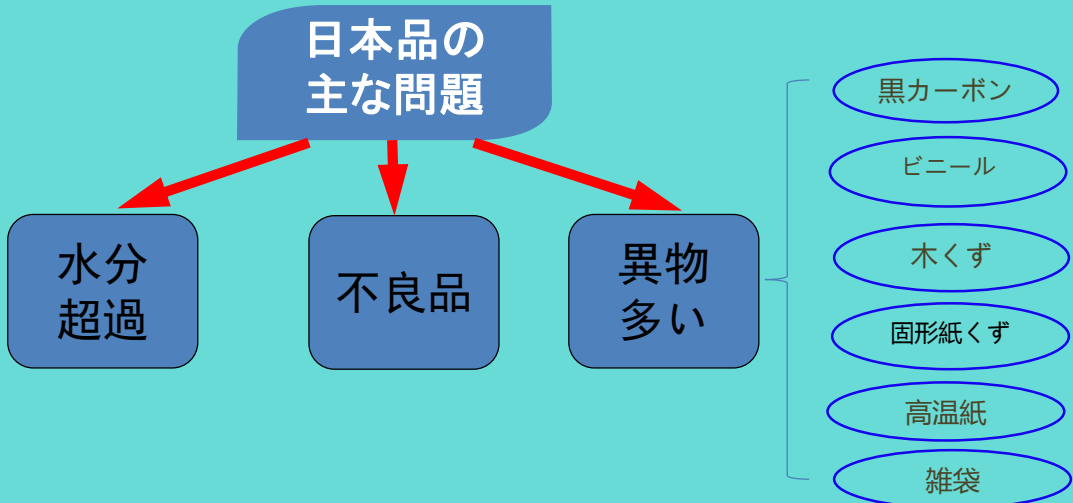 日本品の
主な問題
水分
超過
不良品
異物
多い
黒カーボン
ビニール
木くず
固形紙くず
高温紙
雑袋